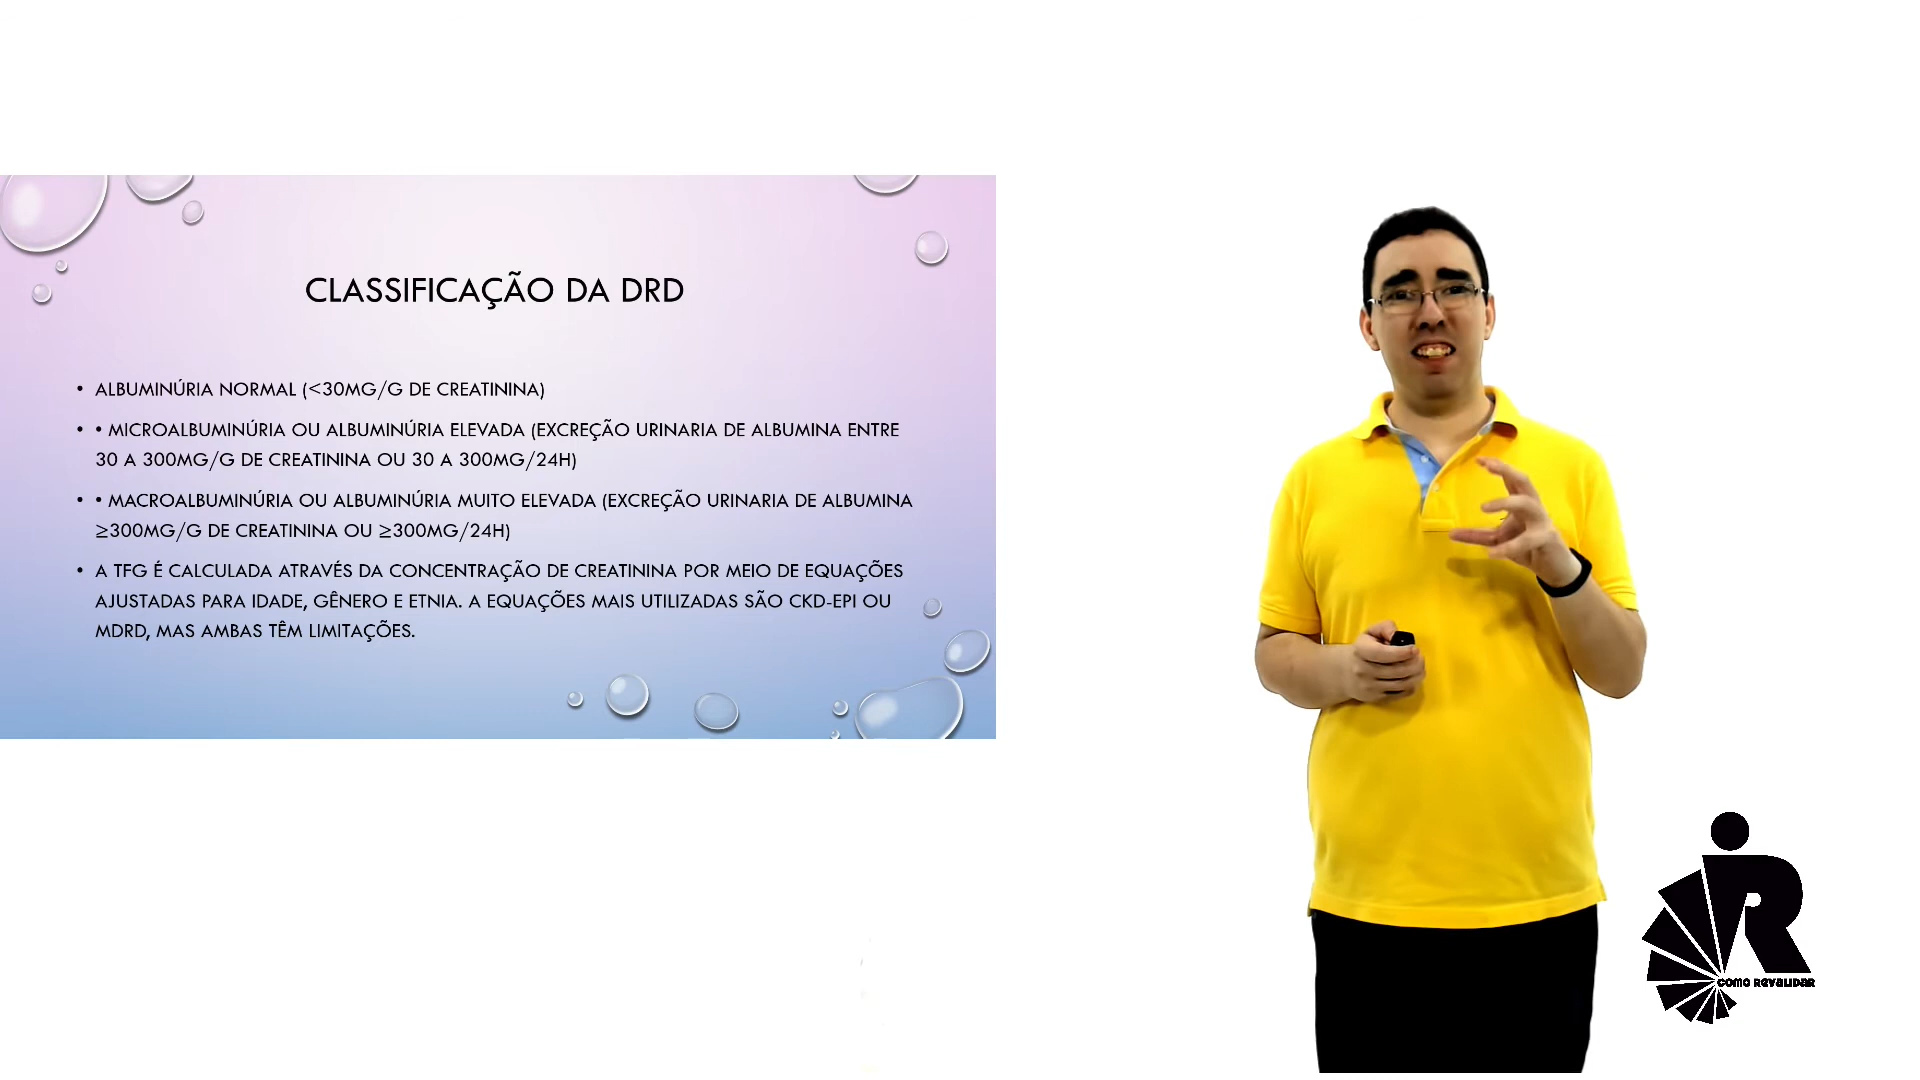 CLASSIFICAÇÃO DA DRD
• ALBUMINÚRIA NORMAL (<30MG/G DE CREATININA)
• • MICROALBUMINÚRIA OU ALBUMINÚRIA ELEVADA (EXCREÇÃO URINARIA DE ALBUMINA ENTRE
30 A 300MG/G DE CREATININA OU 30 A 300MG/24H)
• • MACROALBUMINÚRIA OU ALBUMINÚRIA MUITO ELEVADA (EXCREÇÃO URINARIA DE ALBUMINA
≥300MG/G DE CREATININA OU ≥300MG/24H)
• A TFG É CALCULADA ATRAVÉS DA CONCENTRAÇÃO DE CREATININA POR MEIO DE EQUAÇÕES
AJUSTADAS PARA IDADE, GÊNERO E ETNIA. A EQUAÇÕES MAIS UTILIZADAS SÃO CKD-EPI OU
MDRD, MAS AMBAS TÊM LIMITAÇÕES.
R
COMO REVALIDAR